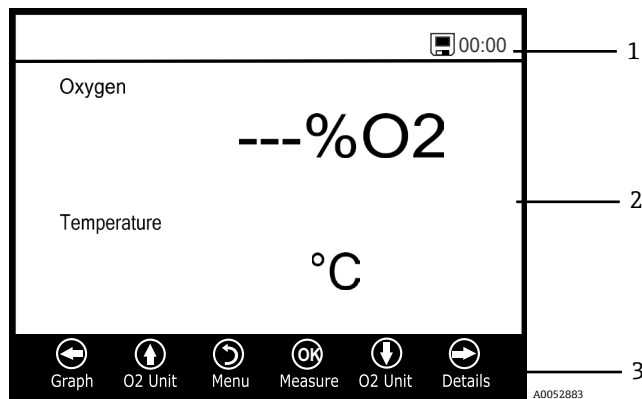 00:00
1
Oxygen
---%O2
2
Temperature
°C
OK
Graph O2 Unit Menu Measure O2 Unit Details
3
A0052883